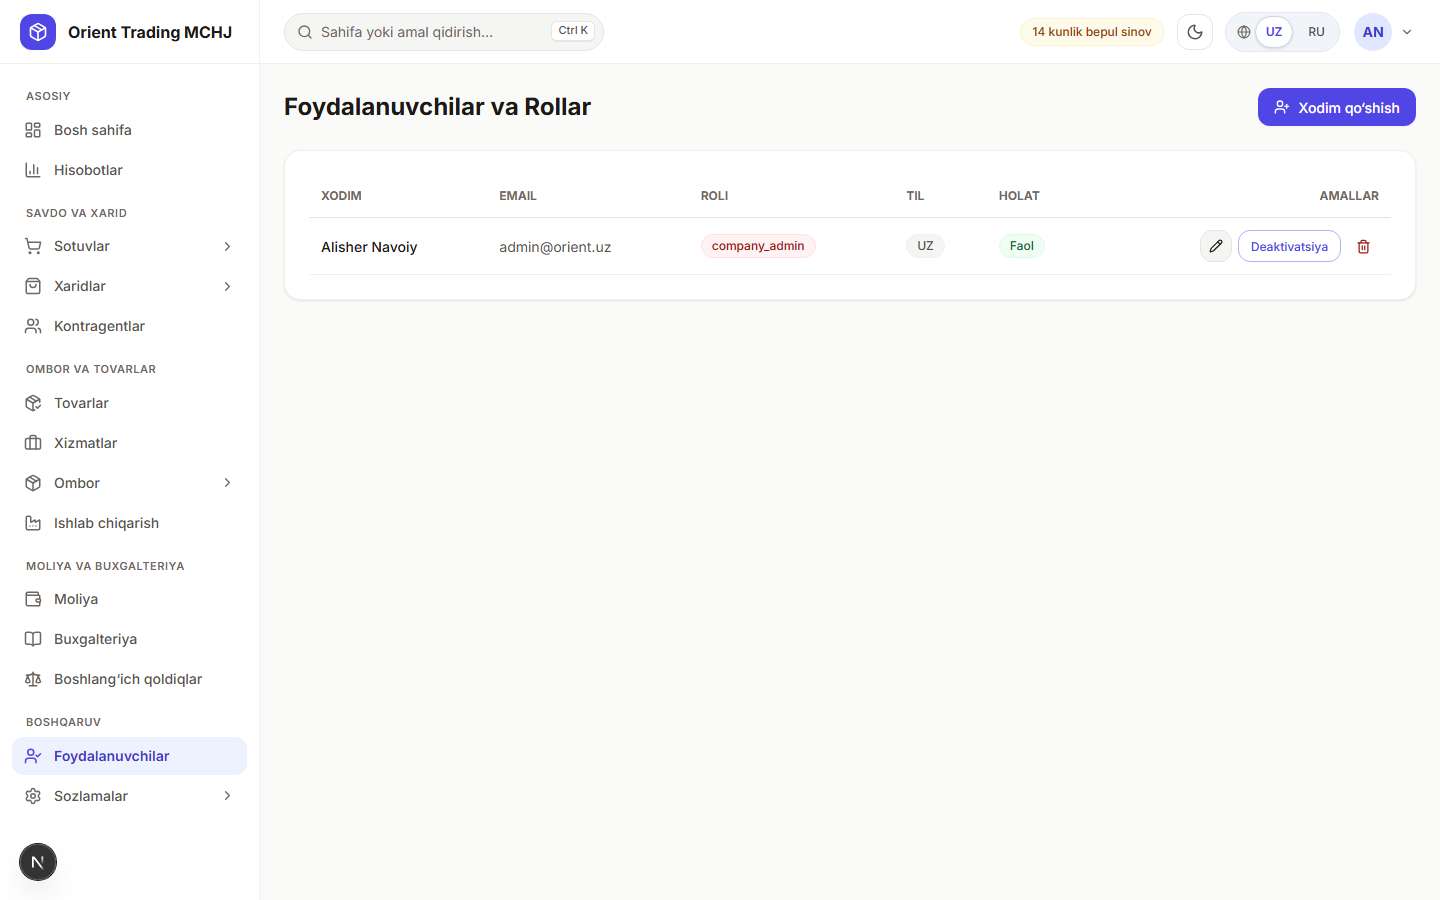 Orient Trading MCHJ
Sahifa yoki amal qidirish...
Ctrl K
14 kunlik bepul sinov
UZ
RU
AN
ASOSIY
Bosh sahifa
Hisobotlar
SAVDO VA XARID
Sotuvlar
Xaridlar
Kontragentlar
OMBOR VA TOVARLAR
Tovarlar
Xizmatlar
Ombor
Ishlab chiqarish
MOLIYA VA BUXGALTERIYA
Moliya
Buxgalteriya
Boshlang‘ich qoldiqlar
BOSHQARUV
Foydalanuvchilar
Sozlamalar
N
Foydalanuvchilar va Rollar
Xodim qo‘shish
XODIM EMAIL ROLI TIL HOLAT AMALLAR
Alisher Navoiy admin@orient.uz company_admin UZ Faol Deaktivatsiya